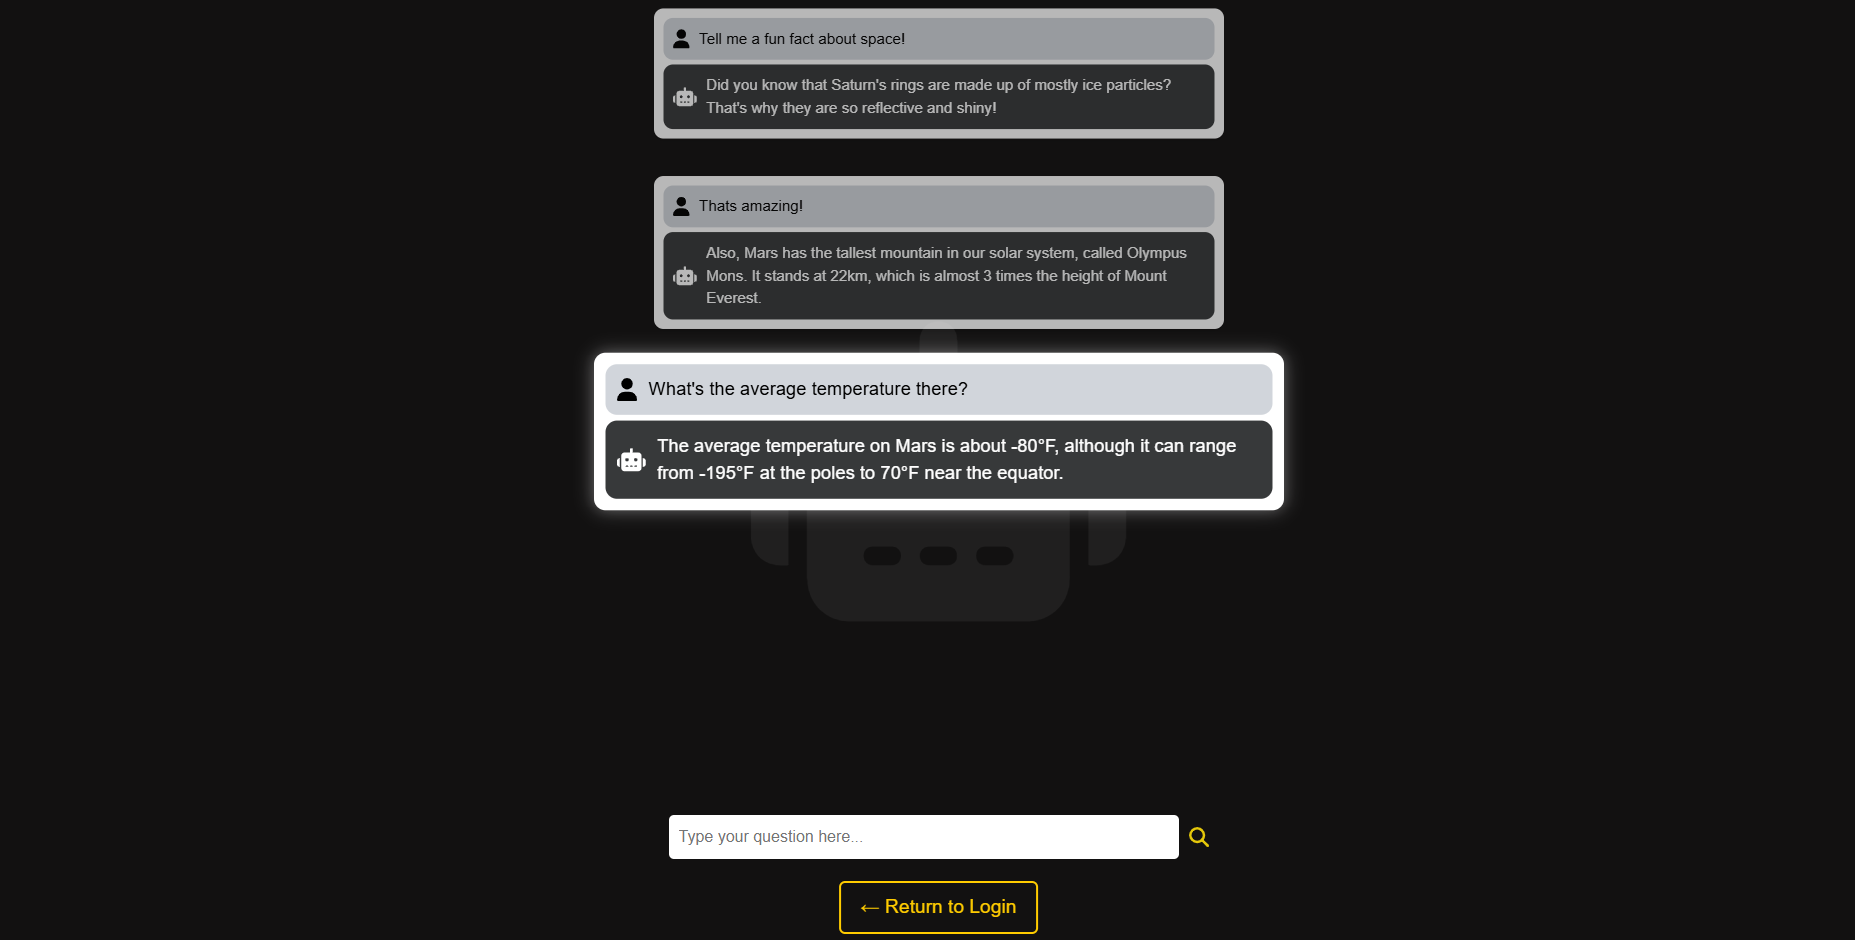 Tell me a fun fact about space!
Did you know that Saturn's rings are made up of mostly ice particles?
That's why they are so reflective and shiny!
Thats amazing!
Also, Mars has the tallest mountain in our solar system, called Olympus
Mons. It stands at 22km, which is almost 3 times the height of Mount
Everest.
What's the average temperature there?
The average temperature on Mars is about -80°F, although it can range
from -195°F at the poles to 70°F near the equator.
Type your question here...
← Return to Login